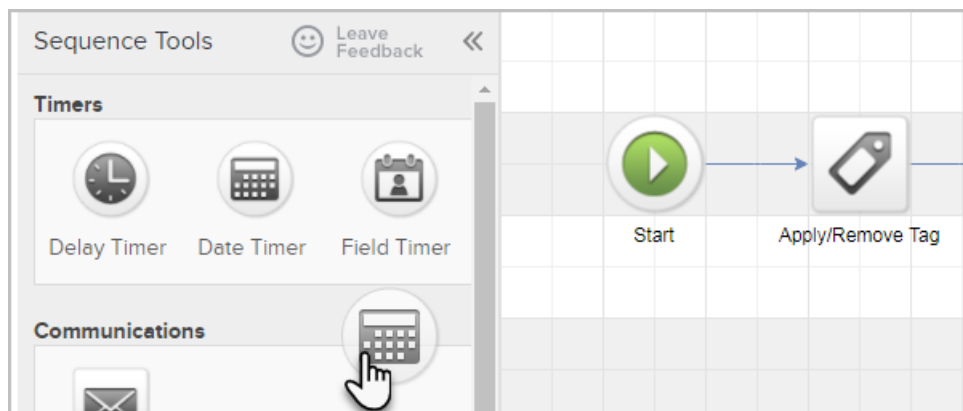 Sequence Tools
Leave
Feedback
Timers
Delay Timer
Date Timer
Field Timer
Communications
Start
Apply/Remove Tag